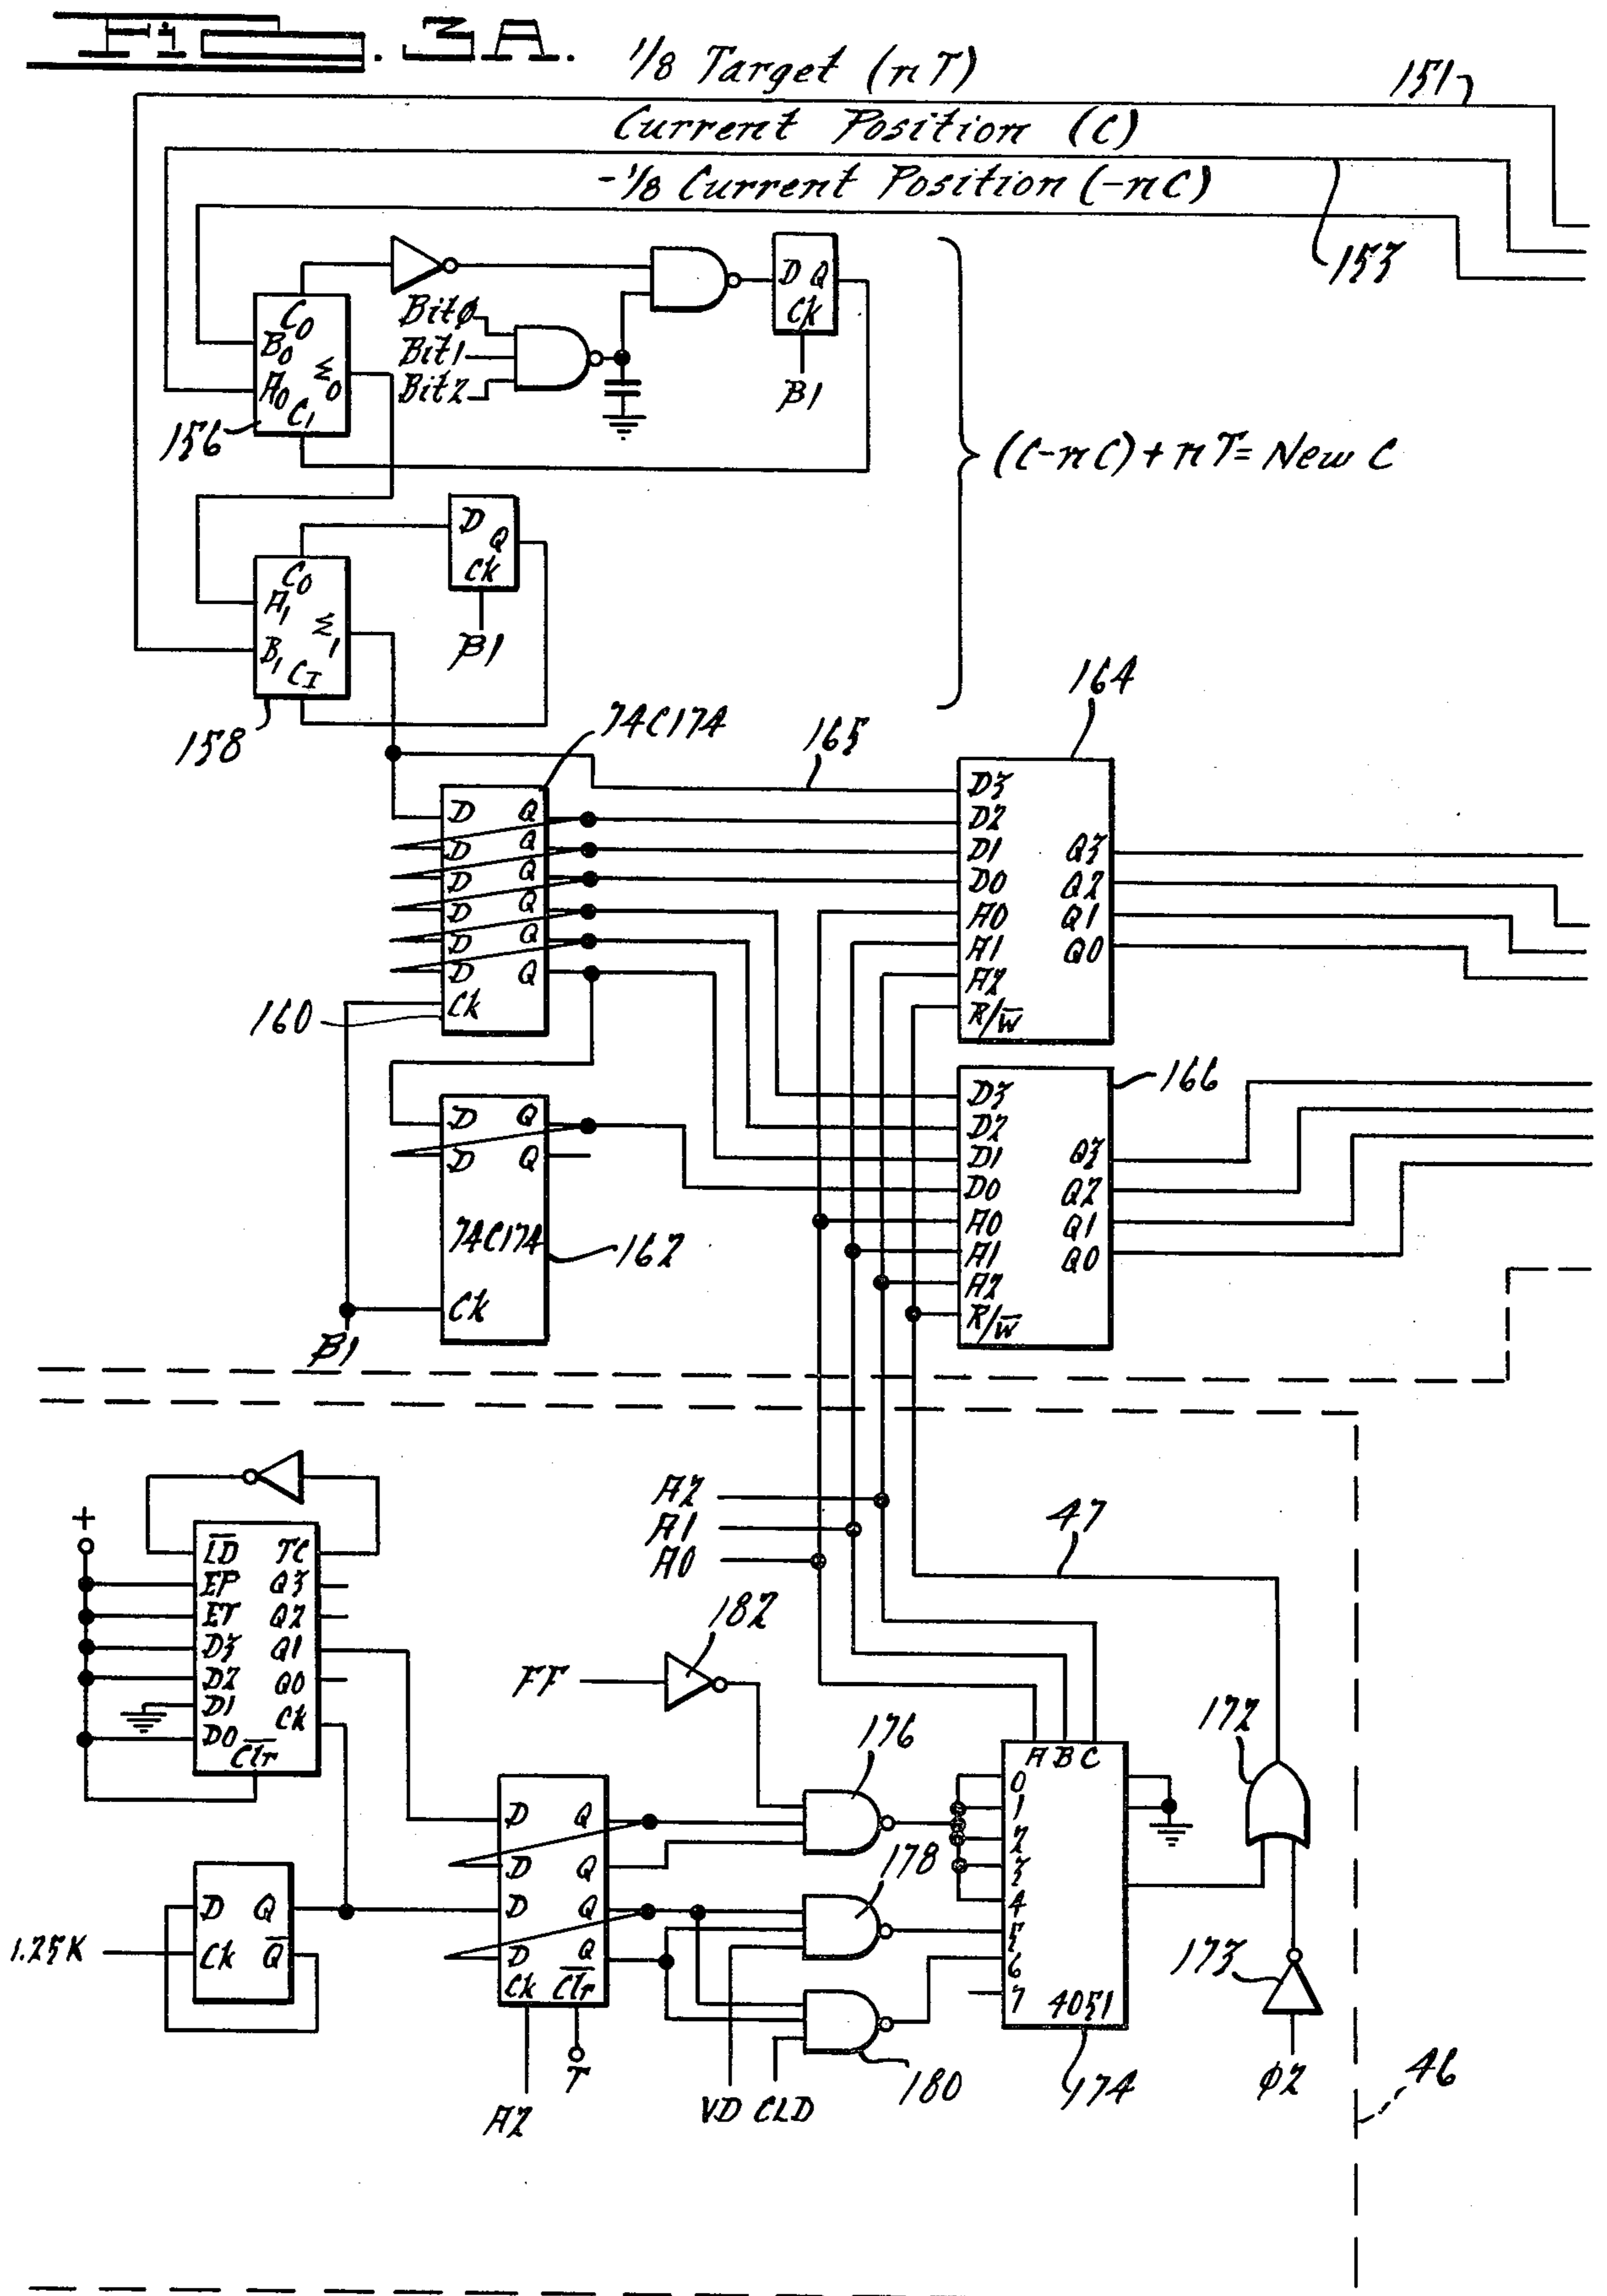 FIG. 3A.
1/8 Target (nT)
151
Current Position (C)
-1/8 Current Position (-nC)
153
C0
B0
A0
Σ0
C1
156
Bit0
Bit1
Bit2
D Q
Ck
B1
(C-nC)+nT= New C
D
Q
Ck
B1
C0
A1
Σ1
B1
CI
158
74C174
165
164
D Q
D Q
D Q
D Q
D Q
D Q
Ck
160
D3
D2
D1 Q3
D0 Q2
A0 Q1
A1 Q0
A2
R/W̅
166
D Q
D Q
74C174
162
Ck
B1
D3
D2
D1 Q3
D0 Q2
A0 Q1
A1 Q0
A2
R/W̅
A2
A1
A0
47
+
L̅D̅ TC
EP Q3
ET Q2
D3 Q1
D2 Q0
D1 Ck
D0
C̅l̅r̅
FF
182
176
172
A B C
0
1
2
3
4
5
6
7
4051
174
D Q
D Q
D Q
D Q
Ck C̅l̅r̅
178
180
1.25K
D Q
Ck Q̅
A2
T
VD CLD
173
Φ2
46